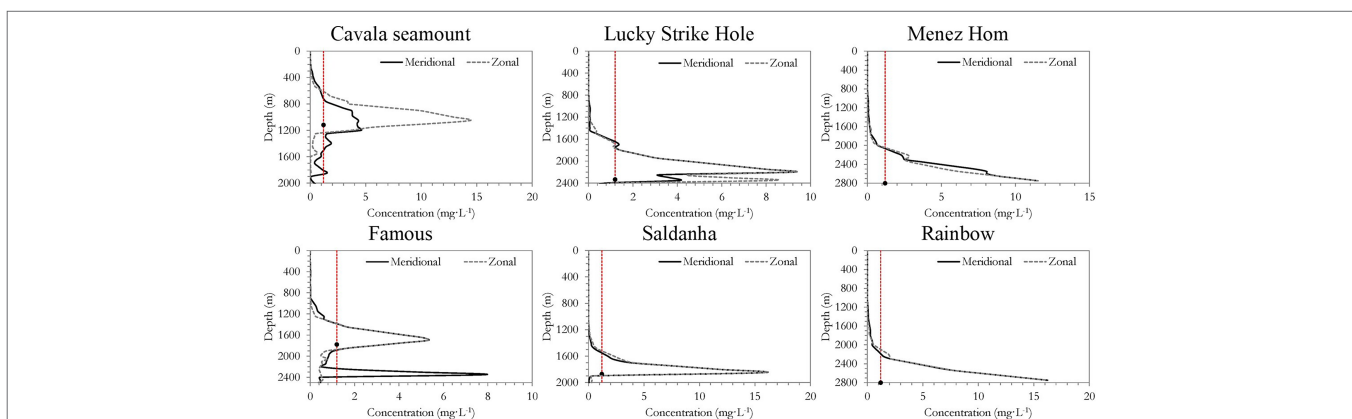 Cavala seamount
Lucky Strike Hole
Menez Hom
Meridional Zonal
Meridional Zonal
Meridional Zonal
Depth (m)
0
400
800
1200
1600
2000
0 5 10 15 20
Concentration (mg·L⁻¹)
Depth (m)
0
400
800
1200
1600
2000
2400
0 2 4 6 8 10
Concentration (mg·L⁻¹)
Depth (m)
0
400
800
1200
1600
2000
2400
2800
0 5 10 15
Concentration (mg·L⁻¹)
Famous
Saldanha
Rainbow
Meridional Zonal
Meridional Zonal
Meridional Zonal
Depth (m)
0
400
800
1200
1600
2000
2400
0 2 4 6 8 10
Concentration (mg·L⁻¹)
Depth (m)
0
400
800
1200
1600
2000
0 5 10 15 20
Concentration (mg·L⁻¹)
Depth (m)
0
400
800
1200
1600
2000
2400
2800
0 5 10 15 20
Concentration (mg·L⁻¹)